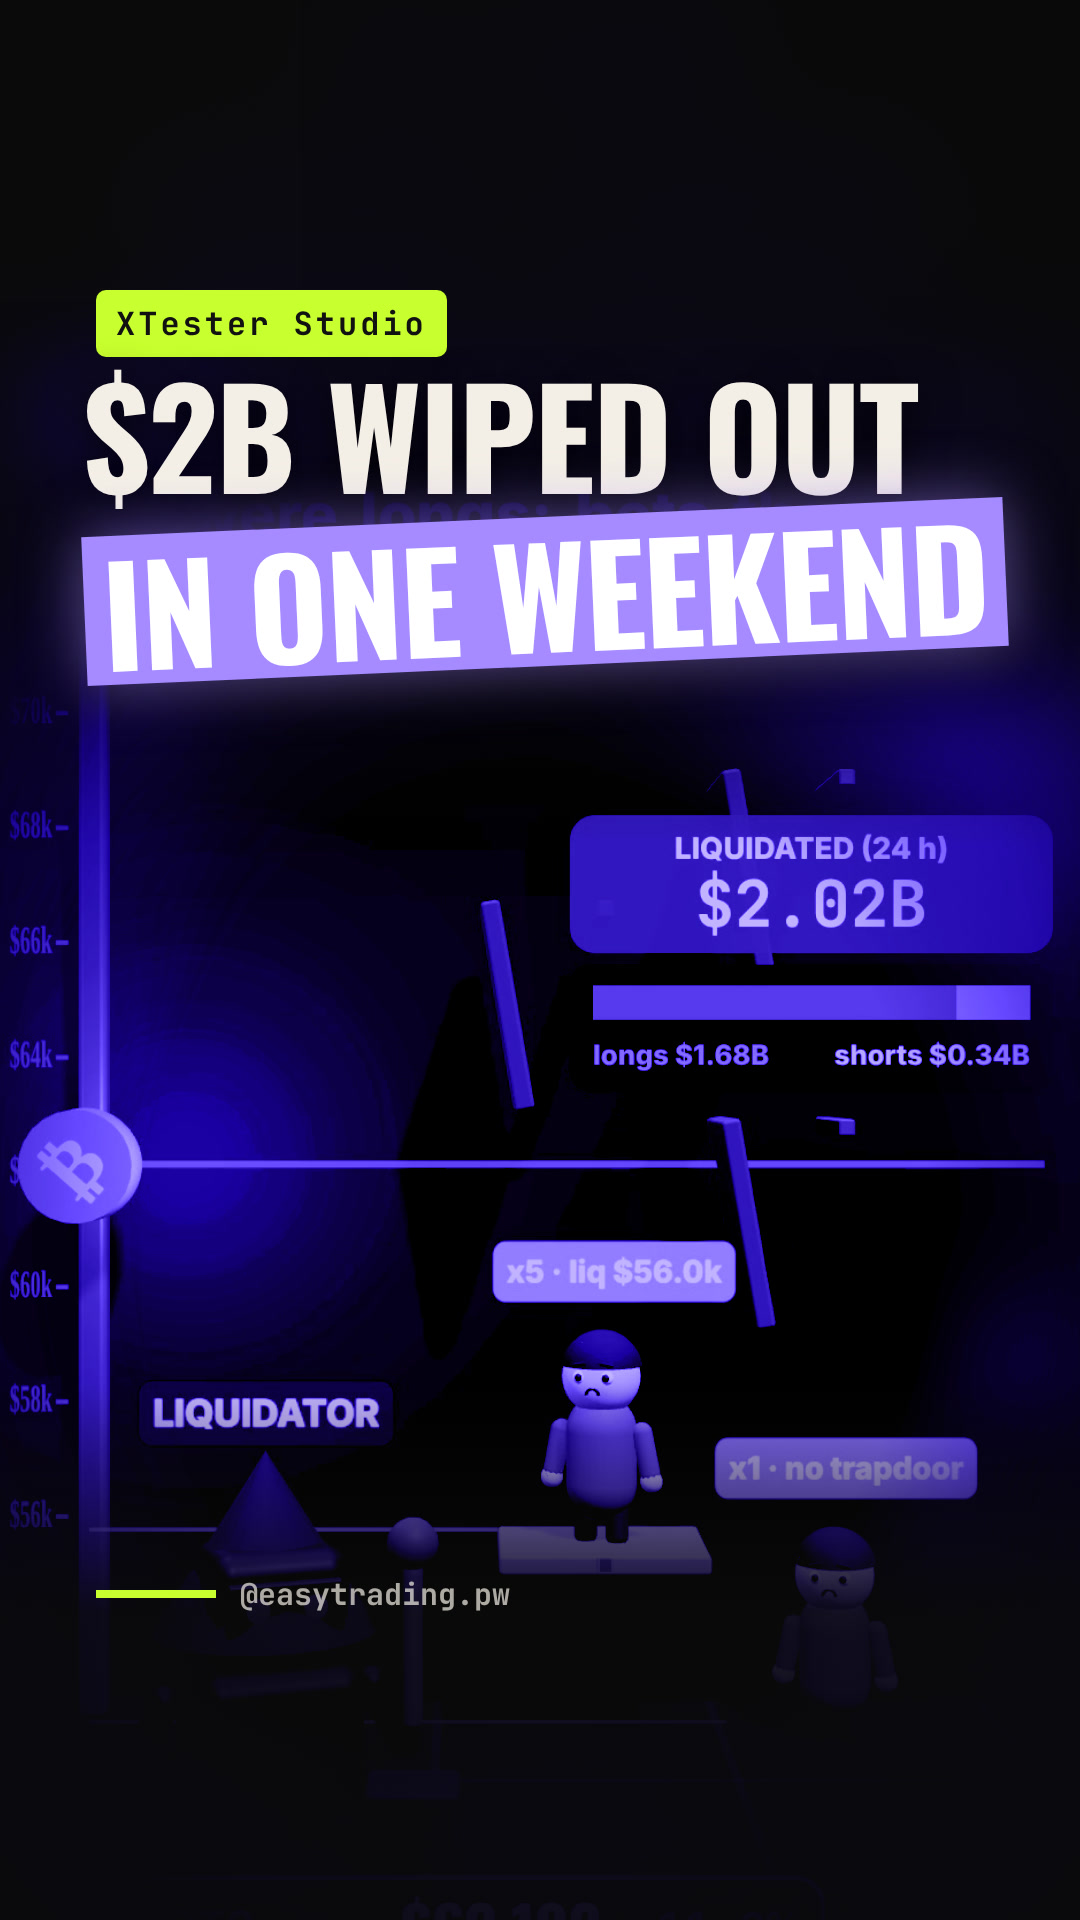 XTester Studio
$2B WIPED OUT
IN ONE WEEKEND
$70k
$68k
LIQUIDATED (24 h)
$2.02B
$66k
$64k
longs $1.68B shorts $0.34B
x5 · liq $56.0k
$60k
$58k
LIQUIDATOR
x1 · no trapdoor
$56k
@easytrading.pw